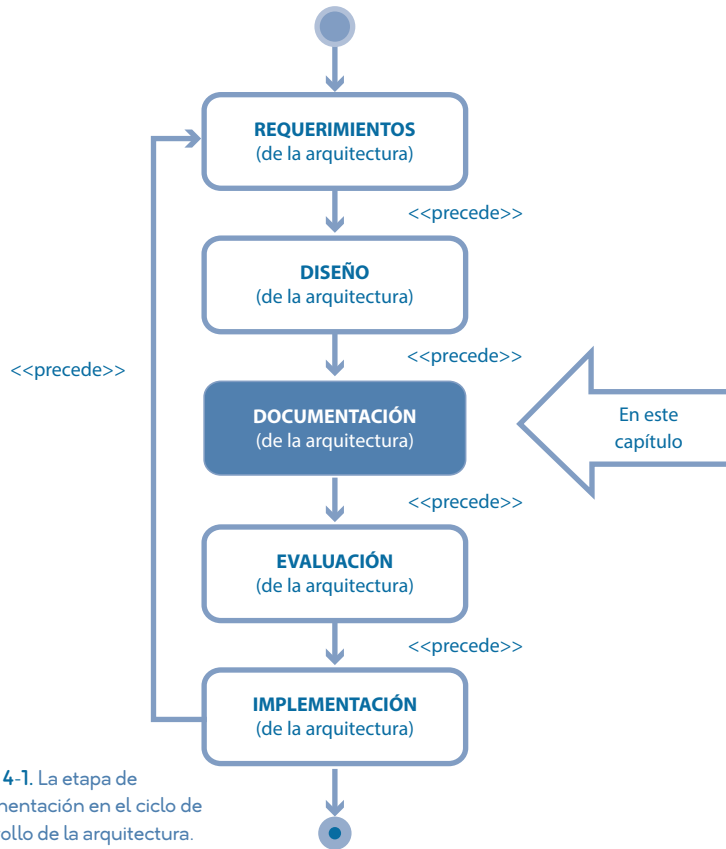 REQUERIMIENTOS
(de la arquitectura)
<<precede>>
DISEÑO
(de la arquitectura)
<<precede>>
<<precede>>
DOCUMENTACIÓN
(de la arquitectura)
En este
capítulo
<<precede>>
EVALUACIÓN
(de la arquitectura)
<<precede>>
IMPLEMENTACIÓN
(de la arquitectura)
4-1. La etapa de
mentación en el ciclo de
ollo de la arquitectura.